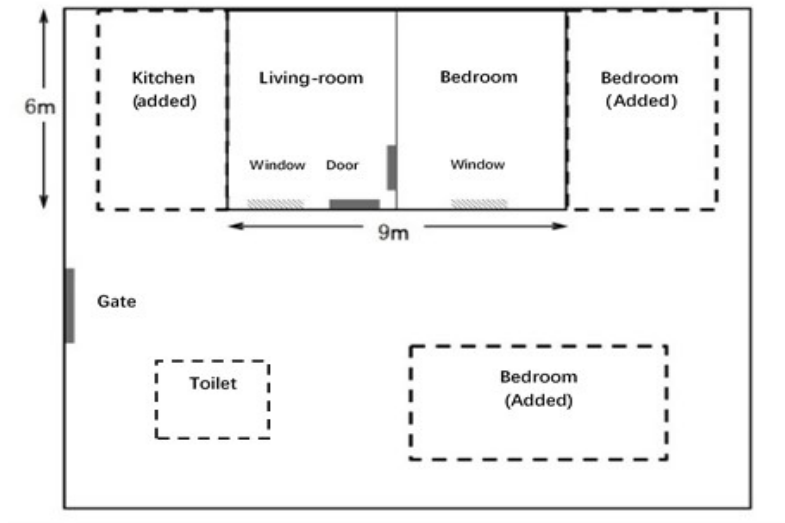 Kitchen
(added)
Living-room
Bedroom
Bedroom
(Added)
6m
Window
Door
Window
9m
Gate
Toilet
Bedroom
(Added)